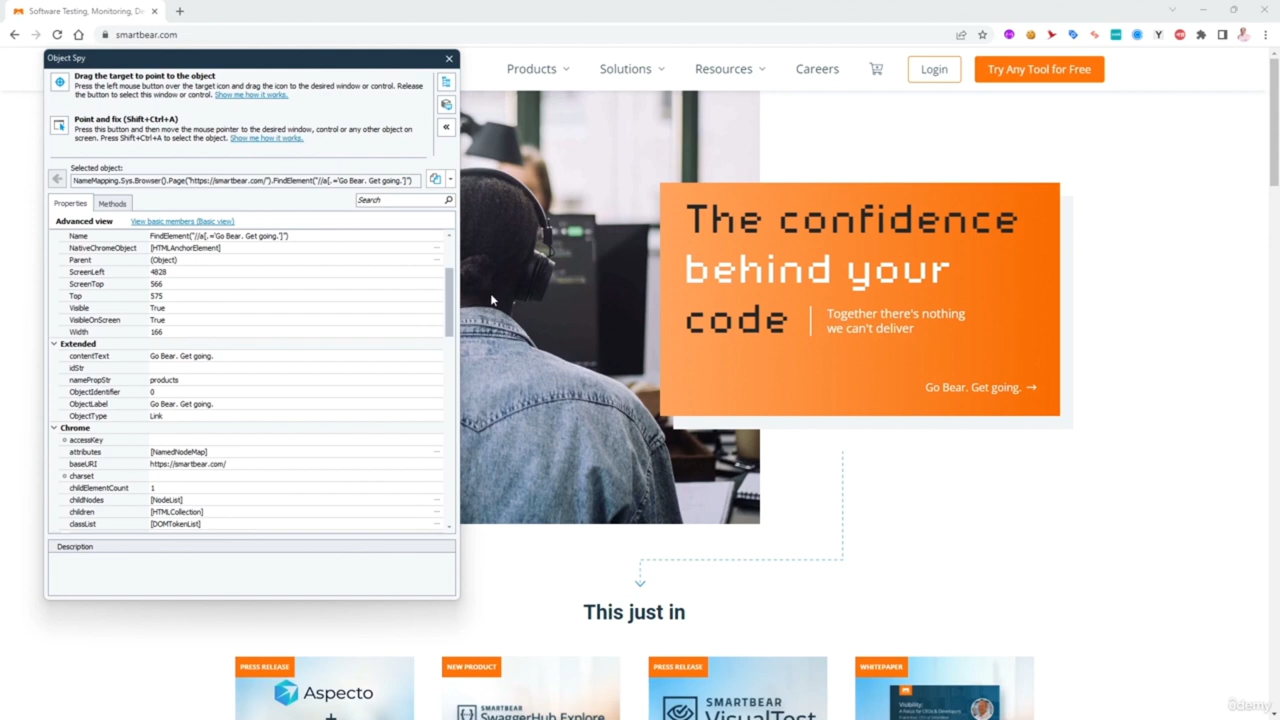 Software Testing, Monitoring, De
smartbear.com
Object Spy
Drag the target to point to the object
Press the left mouse button over the target icon and drag the icon to the desired window or control. Release
the button to select this window or control. Show me how it works.
Point and fix (Shift+Ctrl+A)
Press this button and then move the mouse pointer to the desired window, control or any other object on
screen. Press Shift+Ctrl+A to select the object. Show me how it works.
Selected object:
NameMapping.Sys.Browser().Page("https://smartbear.com/").FindElement("//a[.='Go Bear. Get going.']")
Properties Methods Search
Advanced view View basic members (Basic view)
Name FindElement("//a[.='Go Bear. Get going.']")
NativeChromeObject [HTMLAnchorElement]
Parent (Object)
ScreenLeft 4828
ScreenTop 566
Top 575
Visible True
VisibleOnScreen True
Width 166
Extended
contentText Go Bear. Get going.
idStr
namePropStr products
ObjectIdentifier 0
ObjectLabel Go Bear. Get going.
ObjectType Link
Chrome
accessKey
attributes [NamedNodeMap]
baseURI https://smartbear.com/
charset
childElementCount 1
childNodes [NodeList]
children [HTMLCollection]
classList [DOMTokenList]
Description
Products Solutions Resources Careers Login Try Any Tool for Free
The confidence
behind your
code
Together there's nothing
we can't deliver
Go Bear. Get going. →
This just in
PRESS RELEASE
Aspecto
+
NEW PRODUCT
SMARTBEAR
SwaggerHub Explore
PRESS RELEASE
SMARTBEAR
VisualTest
WHITEPAPER
Visibility:
A Focus for CEOs & Developers
ûdemy